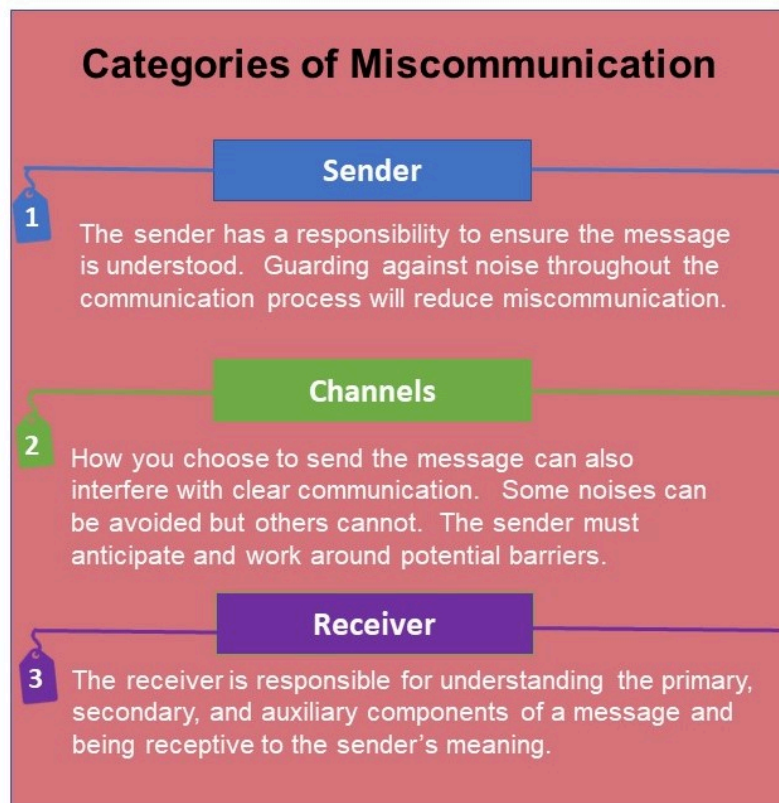 Categories of Miscommunication
Sender
1
The sender has a responsibility to ensure the message
is understood.  Guarding against noise throughout the
communication process will reduce miscommunication.
Channels
2
How you choose to send the message can also
interfere with clear communication.  Some noises can
be avoided but others cannot.  The sender must
anticipate and work around potential barriers.
Receiver
3
The receiver is responsible for understanding the primary,
secondary, and auxiliary components of a message and
being receptive to the sender’s meaning.